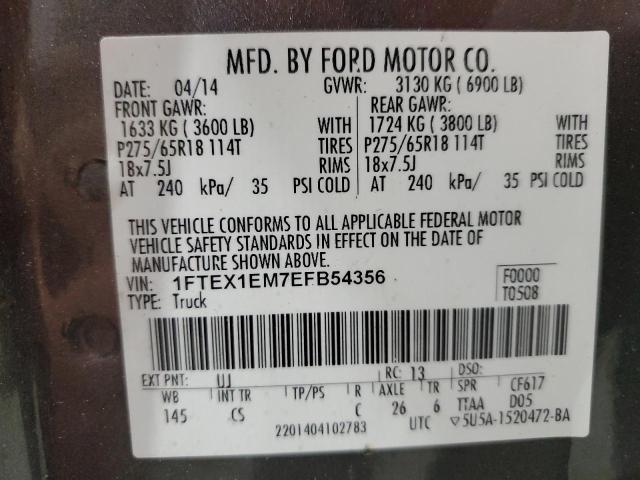 MFD. BY FORD MOTOR CO.
DATE: 04/14 GVWR: 3130 KG ( 6900 LB)
FRONT GAWR: REAR GAWR:
1633 KG ( 3600 LB) WITH 1724 KG ( 3800 LB) WITH
P275/65R18 114T TIRES P275/65R18 114T TIRES
18x7.5J RIMS 18x7.5J RIMS
AT 240 kPa/ 35 PSI COLD AT 240 kPa/ 35 PSI COLD
THIS VEHICLE CONFORMS TO ALL APPLICABLE FEDERAL MOTOR
VEHICLE SAFETY STANDARDS IN EFFECT ON THE DATE OF
MANUFACTURE SHOWN ABOVE.
VIN: 1FTEX1EM7EFB54356 F0000
TYPE: Truck T0508
EXT PNT: UJ RC: 13 DSO:
WB INT TR TP/PS R AXLE TR SPR CF617
145 CS C 26 6 TTAA D05
2201404102783 UTC ▽5U5A-1520472-BA